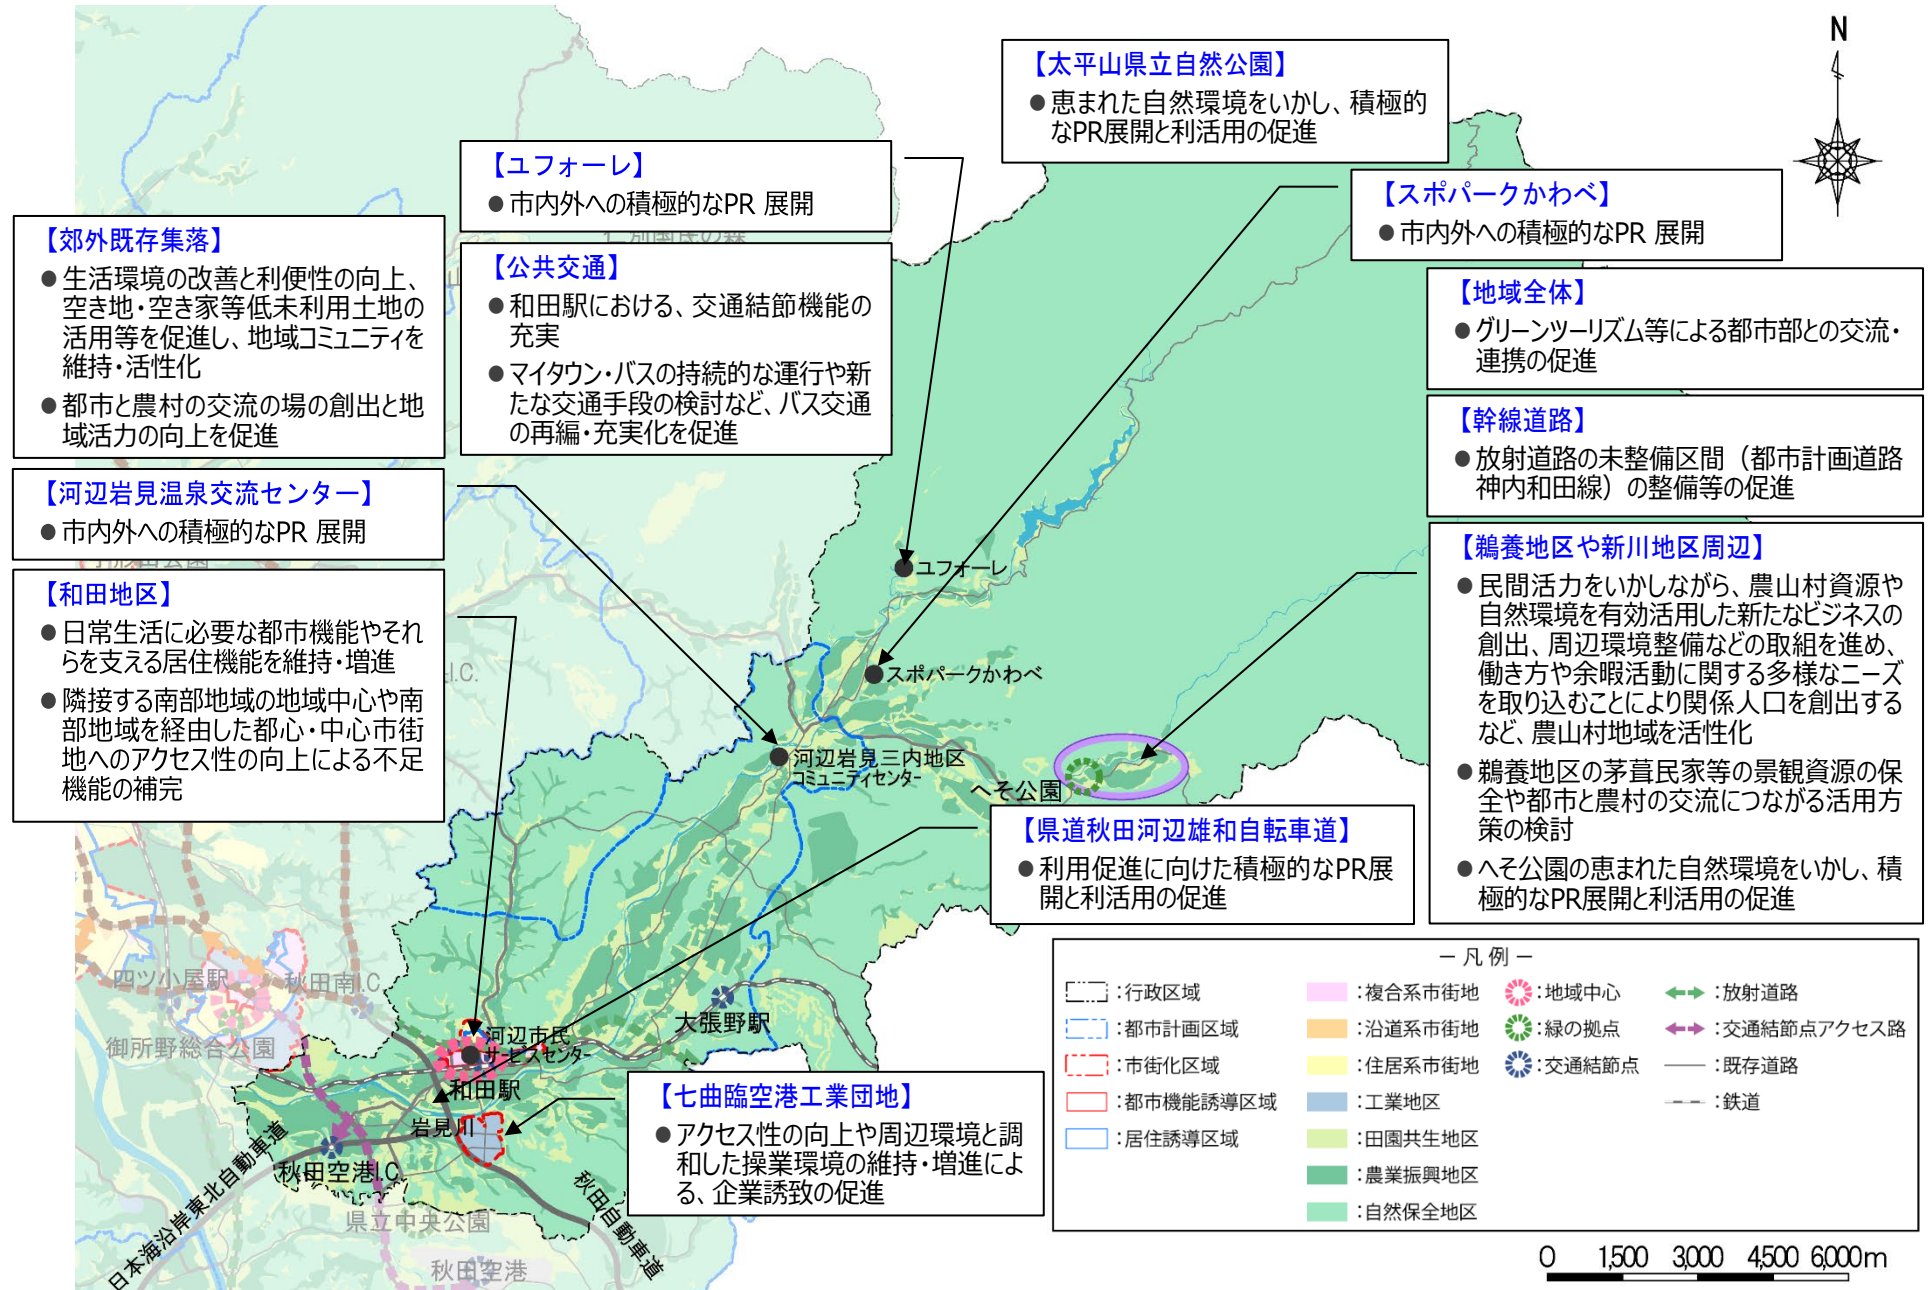 N
【太平山県立自然公園】
●恵まれた自然環境をいかし、積極的
なPR展開と利活用の促進
【ユフォーレ】
●市内外への積極的なPR 展開
【スポパークかわべ】
●市内外への積極的なPR 展開
【郊外既存集落】
●生活環境の改善と利便性の向上、
空き地・空き家等低未利用土地の
活用等を促進し、地域コミュニティを
維持・活性化
●都市と農村の交流の場の創出と地
域活力の向上を促進
【公共交通】
●和田駅における、交通結節機能の
充実
●マイタウン・バスの持続的な運行や新
たな交通手段の検討など、バス交通
の再編・充実化を促進
【地域全体】
●グリーンツーリズム等による都市部との交流・
連携の促進
【幹線道路】
●放射道路の未整備区間（都市計画道路
神内和田線）の整備等の促進
【河辺岩見温泉交流センター】
●市内外への積極的なPR 展開
【鵜養地区や新川地区周辺】
●民間活力をいかしながら、農山村資源や
自然環境を有効活用した新たなビジネスの
創出、周辺環境整備などの取組を進め、
働き方や余暇活動に関する多様なニーズ
を取り込むことにより関係人口を創出する
など、農山村地域を活性化
●鵜養地区の茅葺民家等の景観資源の保
全や都市と農村の交流につながる活用方
策の検討
●へそ公園の恵まれた自然環境をいかし、積
極的なPR展開と利活用の促進
【和田地区】
●日常生活に必要な都市機能やそれ
らを支える居住機能を維持・増進
●隣接する南部地域の地域中心や南
部地域を経由した都心・中心市街
地へのアクセス性の向上による不足
機能の補完
ユフォーレ
スポパークかわべ
河辺岩見三内地区
コミュニティセンター
へそ公園
【県道秋田河辺雄和自転車道】
●利用促進に向けた積極的なPR展
開と利活用の促進
四ツ小屋駅
秋田南I.C.
御所野総合公園
大張野駅
河辺市民
サービスセンター
和田駅
岩見川
秋田空港I.C
日本海沿岸東北自動車道
秋田自動車道
県立中央公園
秋田空港
【七曲臨空港工業団地】
●アクセス性の向上や周辺環境と調
和した操業環境の維持・増進によ
る、企業誘致の促進
－凡例－
：行政区域
：都市計画区域
：市街化区域
：都市機能誘導区域
：居住誘導区域
：複合系市街地
：沿道系市街地
：住居系市街地
：工業地区
：田園共生地区
：農業振興地区
：自然保全地区
：地域中心
：緑の拠点
：交通結節点
：放射道路
：交通結節点アクセス路
：既存道路
：鉄道
0 1,500 3,000 4,500 6,000m